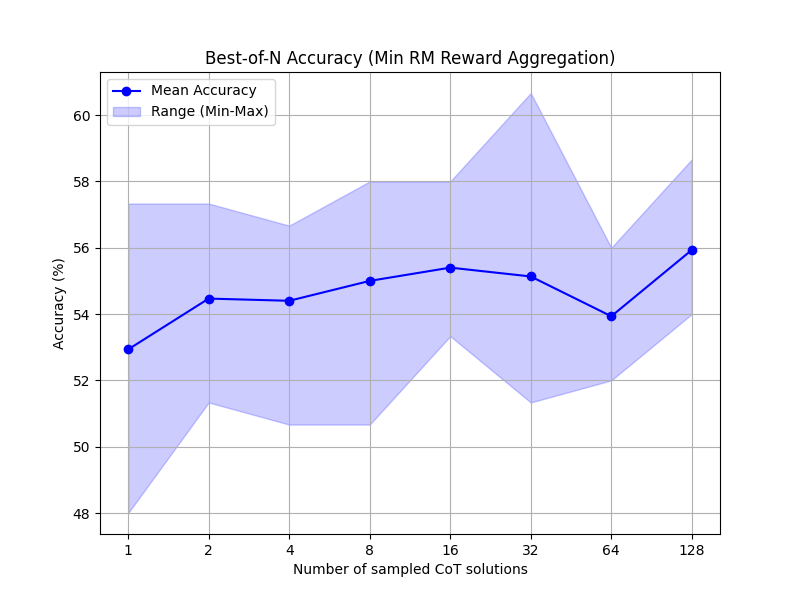 Best-of-N Accuracy (Min RM Reward Aggregation)
Mean Accuracy
Range (Min-Max)
Accuracy (%)
60
58
56
54
52
50
48
1 2 4 8 16 32 64 128
Number of sampled CoT solutions